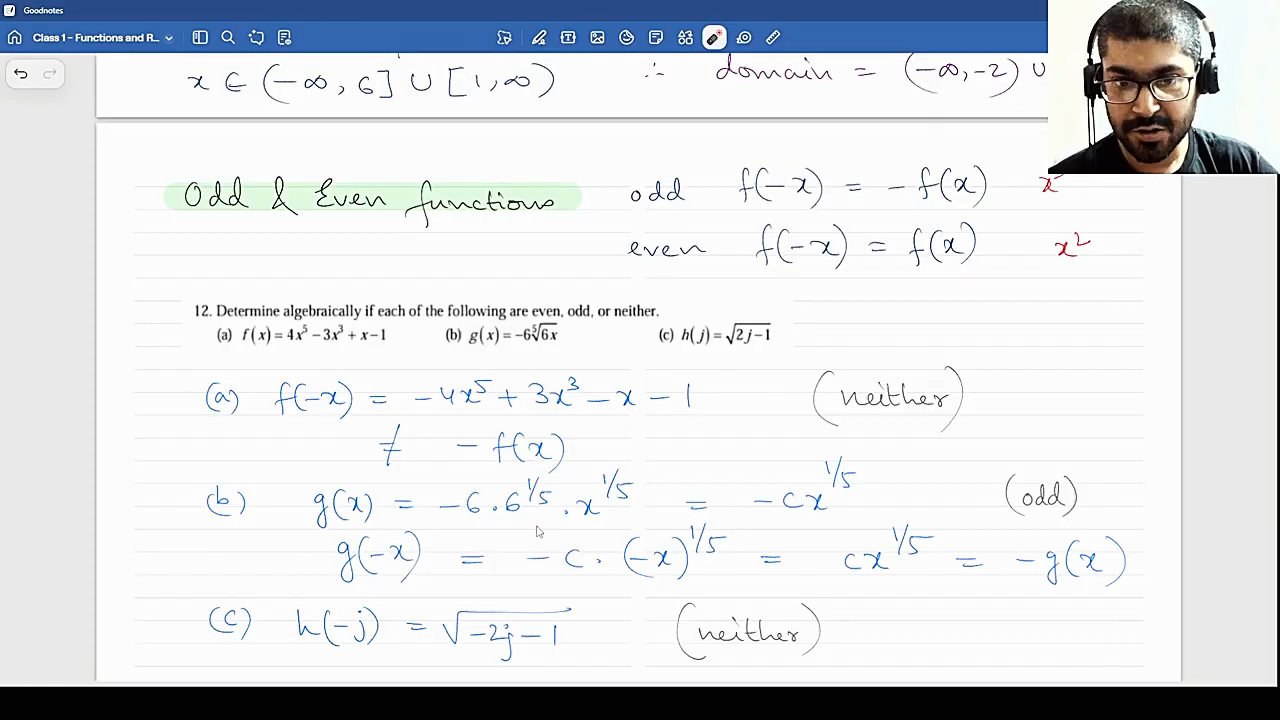 Goodnotes
Class 1 - Functions and R...
x ∈ (-∞, 6] ∪ [1, ∞)
∴ domain = (-∞, -2) ∪
Odd & Even functions
odd f(-x) = -f(x)
even f(-x) = f(x) x²
12. Determine algebraically if each of the following are even, odd, or neither.
(a) f(x) = 4x⁵ - 3x³ + x - 1 (b) g(x) = -6⁵√6x (c) h(j) = √2j-1
(a) f(-x) = -4x⁵ + 3x³ - x - 1 (neither)
≠ - f(x)
(b) g(x) = -6 · 6^1/5 · x^1/5 = -cx^1/5 (odd)
g(-x) = -c · (-x)^1/5 = cx^1/5 = -g(x)
(c) h(-j) = √-2j-1 (neither)